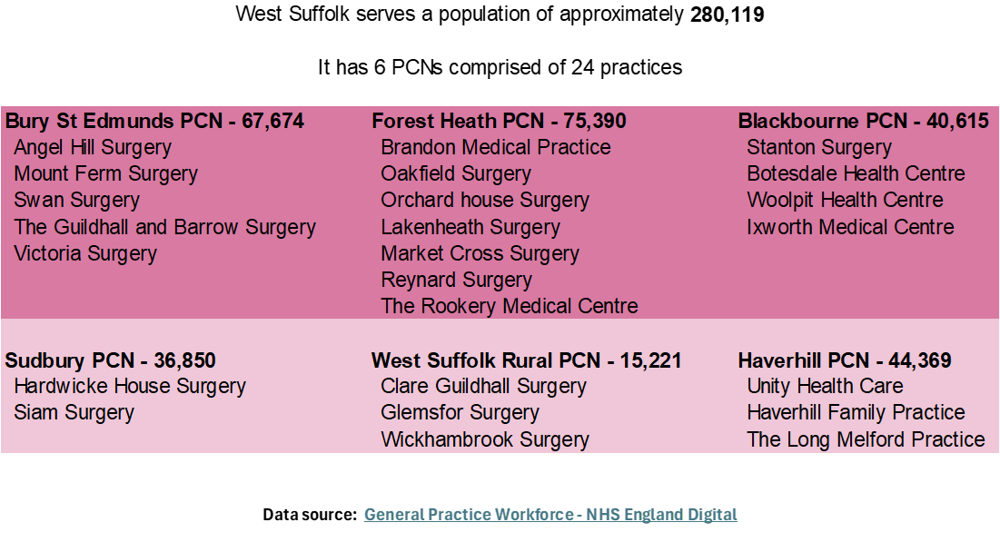 West Suffolk serves a population of approximately 280,119
It has 6 PCNs comprised of 24 practices
Bury St Edmunds PCN - 67,674
Angel Hill Surgery
Mount Ferm Surgery
Swan Surgery
The Guildhall and Barrow Surgery
Victoria Surgery
Forest Heath PCN - 75,390
Brandon Medical Practice
Oakfield Surgery
Orchard house Surgery
Lakenheath Surgery
Market Cross Surgery
Reynard Surgery
The Rookery Medical Centre
Blackbourne PCN - 40,615
Stanton Surgery
Botesdale Health Centre
Woolpit Health Centre
Ixworth Medical Centre
Sudbury PCN - 36,850
Hardwicke House Surgery
Siam Surgery
West Suffolk Rural PCN - 15,221
Clare Guildhall Surgery
Glemsfor Surgery
Wickhambrook Surgery
Haverhill PCN - 44,369
Unity Health Care
Haverhill Family Practice
The Long Melford Practice
Data source: General Practice Workforce - NHS England Digital